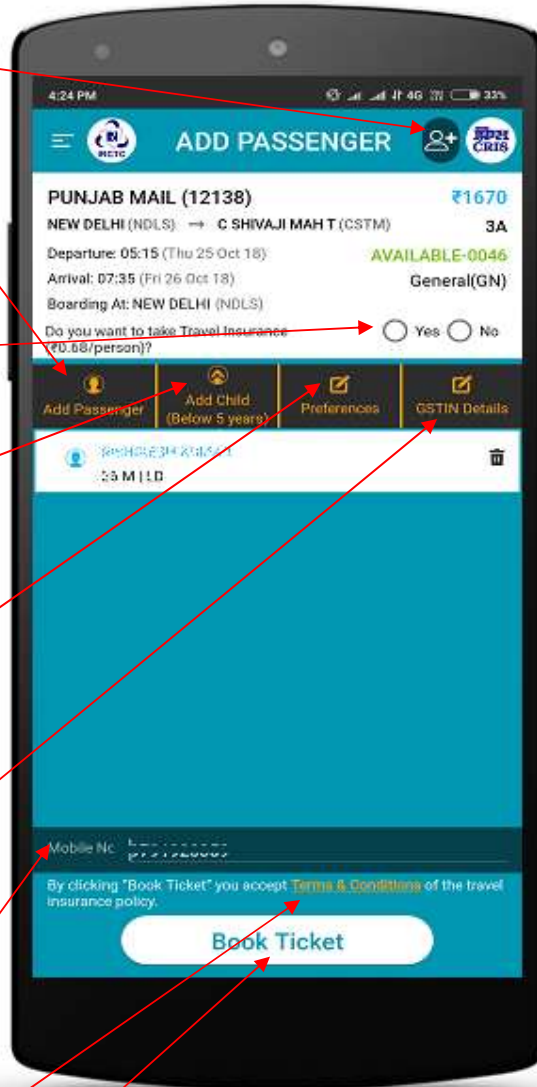 4:24 PM 4G 33%
IRCTC ADD PASSENGER CRIS
PUNJAB MAIL (12138) ₹1670
NEW DELHI (NDLS) → C SHIVAJI MAH T (CSTM) 3A
Departure: 05:15 (Thu 25 Oct 18) AVAILABLE-0046
Arrival: 07:35 (Fri 26 Oct 18) General(GN)
Boarding At: NEW DELHI (NDLS)
Do you want to take Travel Insurance
(₹0.68/person)? Yes No
Add Passenger Add Child Preferences GSTIN Details
(Below 5 years)
M |
Mobile No
By clicking "Book Ticket" you accept Terms & Conditions of the travel
insurance policy.
Book Ticket